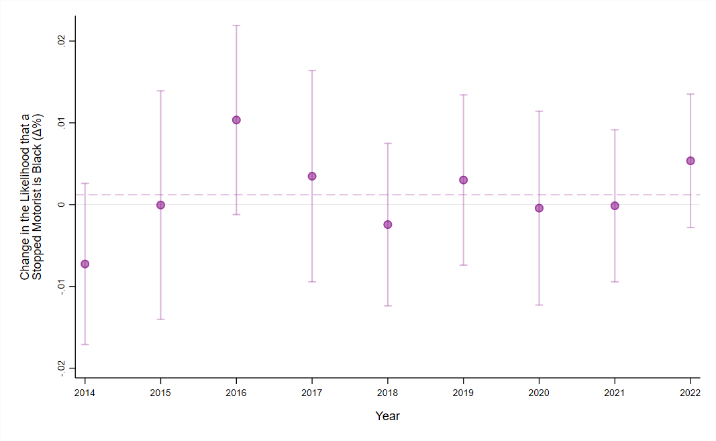 Change in the Likelihood that a
Stopped Motorist is Black (Δ%)
.02
.01
0
-.01
-.02
2014 2015 2016 2017 2018 2019 2020 2021 2022
Year